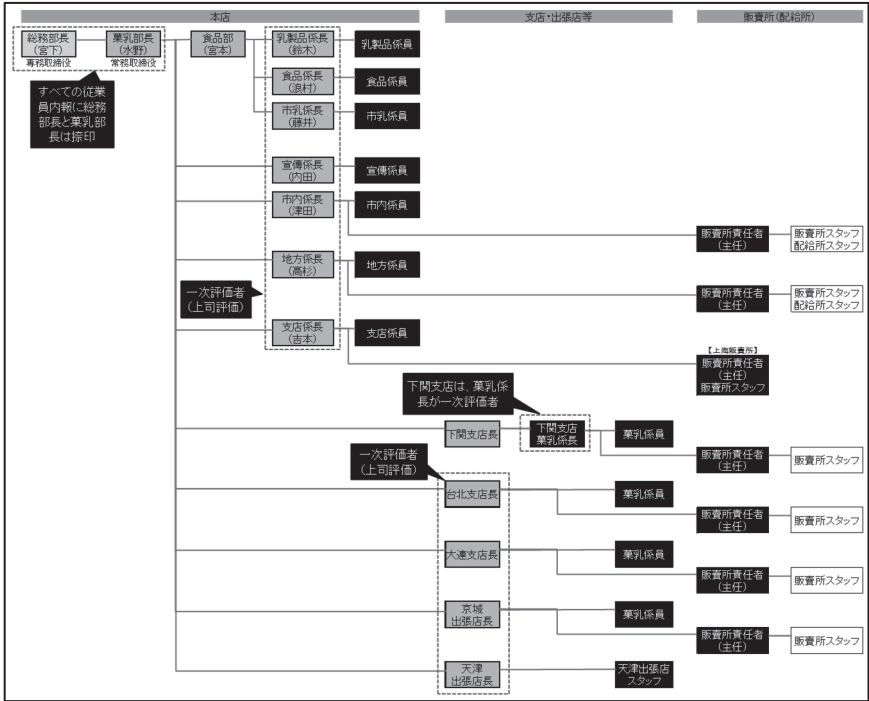 本店
支店・出張店等
販賣所(配給所)
総務部長
(宮下)
専務取締役
菓乳部長
(水野)
常務取締役
食品部
(宮本)
乳製品係長
(鈴木)
乳製品係員
食品係長
(浪村)
食品係員
市乳係長
(藤井)
市乳係員
すべての従業
員内報に総務
部長と菓乳部
長は捺印
宣傳係長
(内田)
宣傳係員
市内係長
(津田)
市内係員
販賣所責任者
(主任)
販賣所スタッフ
配給所スタッフ
地方係長
(高杉)
地方係員
販賣所責任者
(主任)
販賣所スタッフ
配給所スタッフ
一次評価者
(上司評価)
支店係長
(吉本)
支店係員
【上海販賣所】
販賣所責任者
(主任)
販賣所スタッフ
下関支店は、菓乳係
長が一次評価者
下関支店長
下関支店
菓乳係長
菓乳係員
販賣所責任者
(主任)
販賣所スタッフ
一次評価者
(上司評価)
台北支店長
菓乳係員
販賣所責任者
(主任)
販賣所スタッフ
大連支店長
菓乳係員
販賣所責任者
(主任)
販賣所スタッフ
京城
出張店長
菓乳係員
販賣所責任者
(主任)
販賣所スタッフ
天津
出張店長
天津出張店
スタッフ